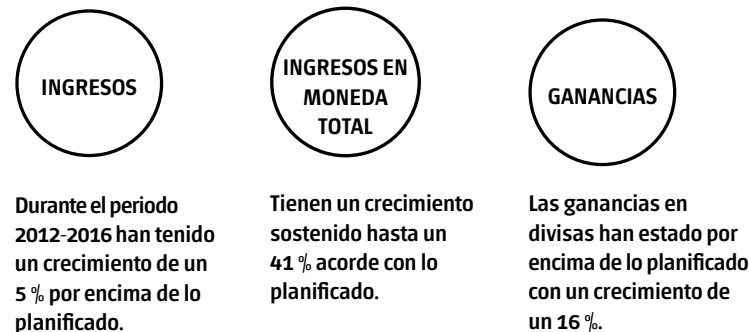 INGRESOS
INGRESOS EN
MONEDA
TOTAL
GANANCIAS
Durante el periodo
2012-2016 han tenido
un crecimiento de un
5 % por encima de lo
planificado.
Tienen un crecimiento
sostenido hasta un
41 % acorde con lo
planificado.
Las ganancias en
divisas han estado por
encima de lo planificado
con un crecimiento de
un 16 %.